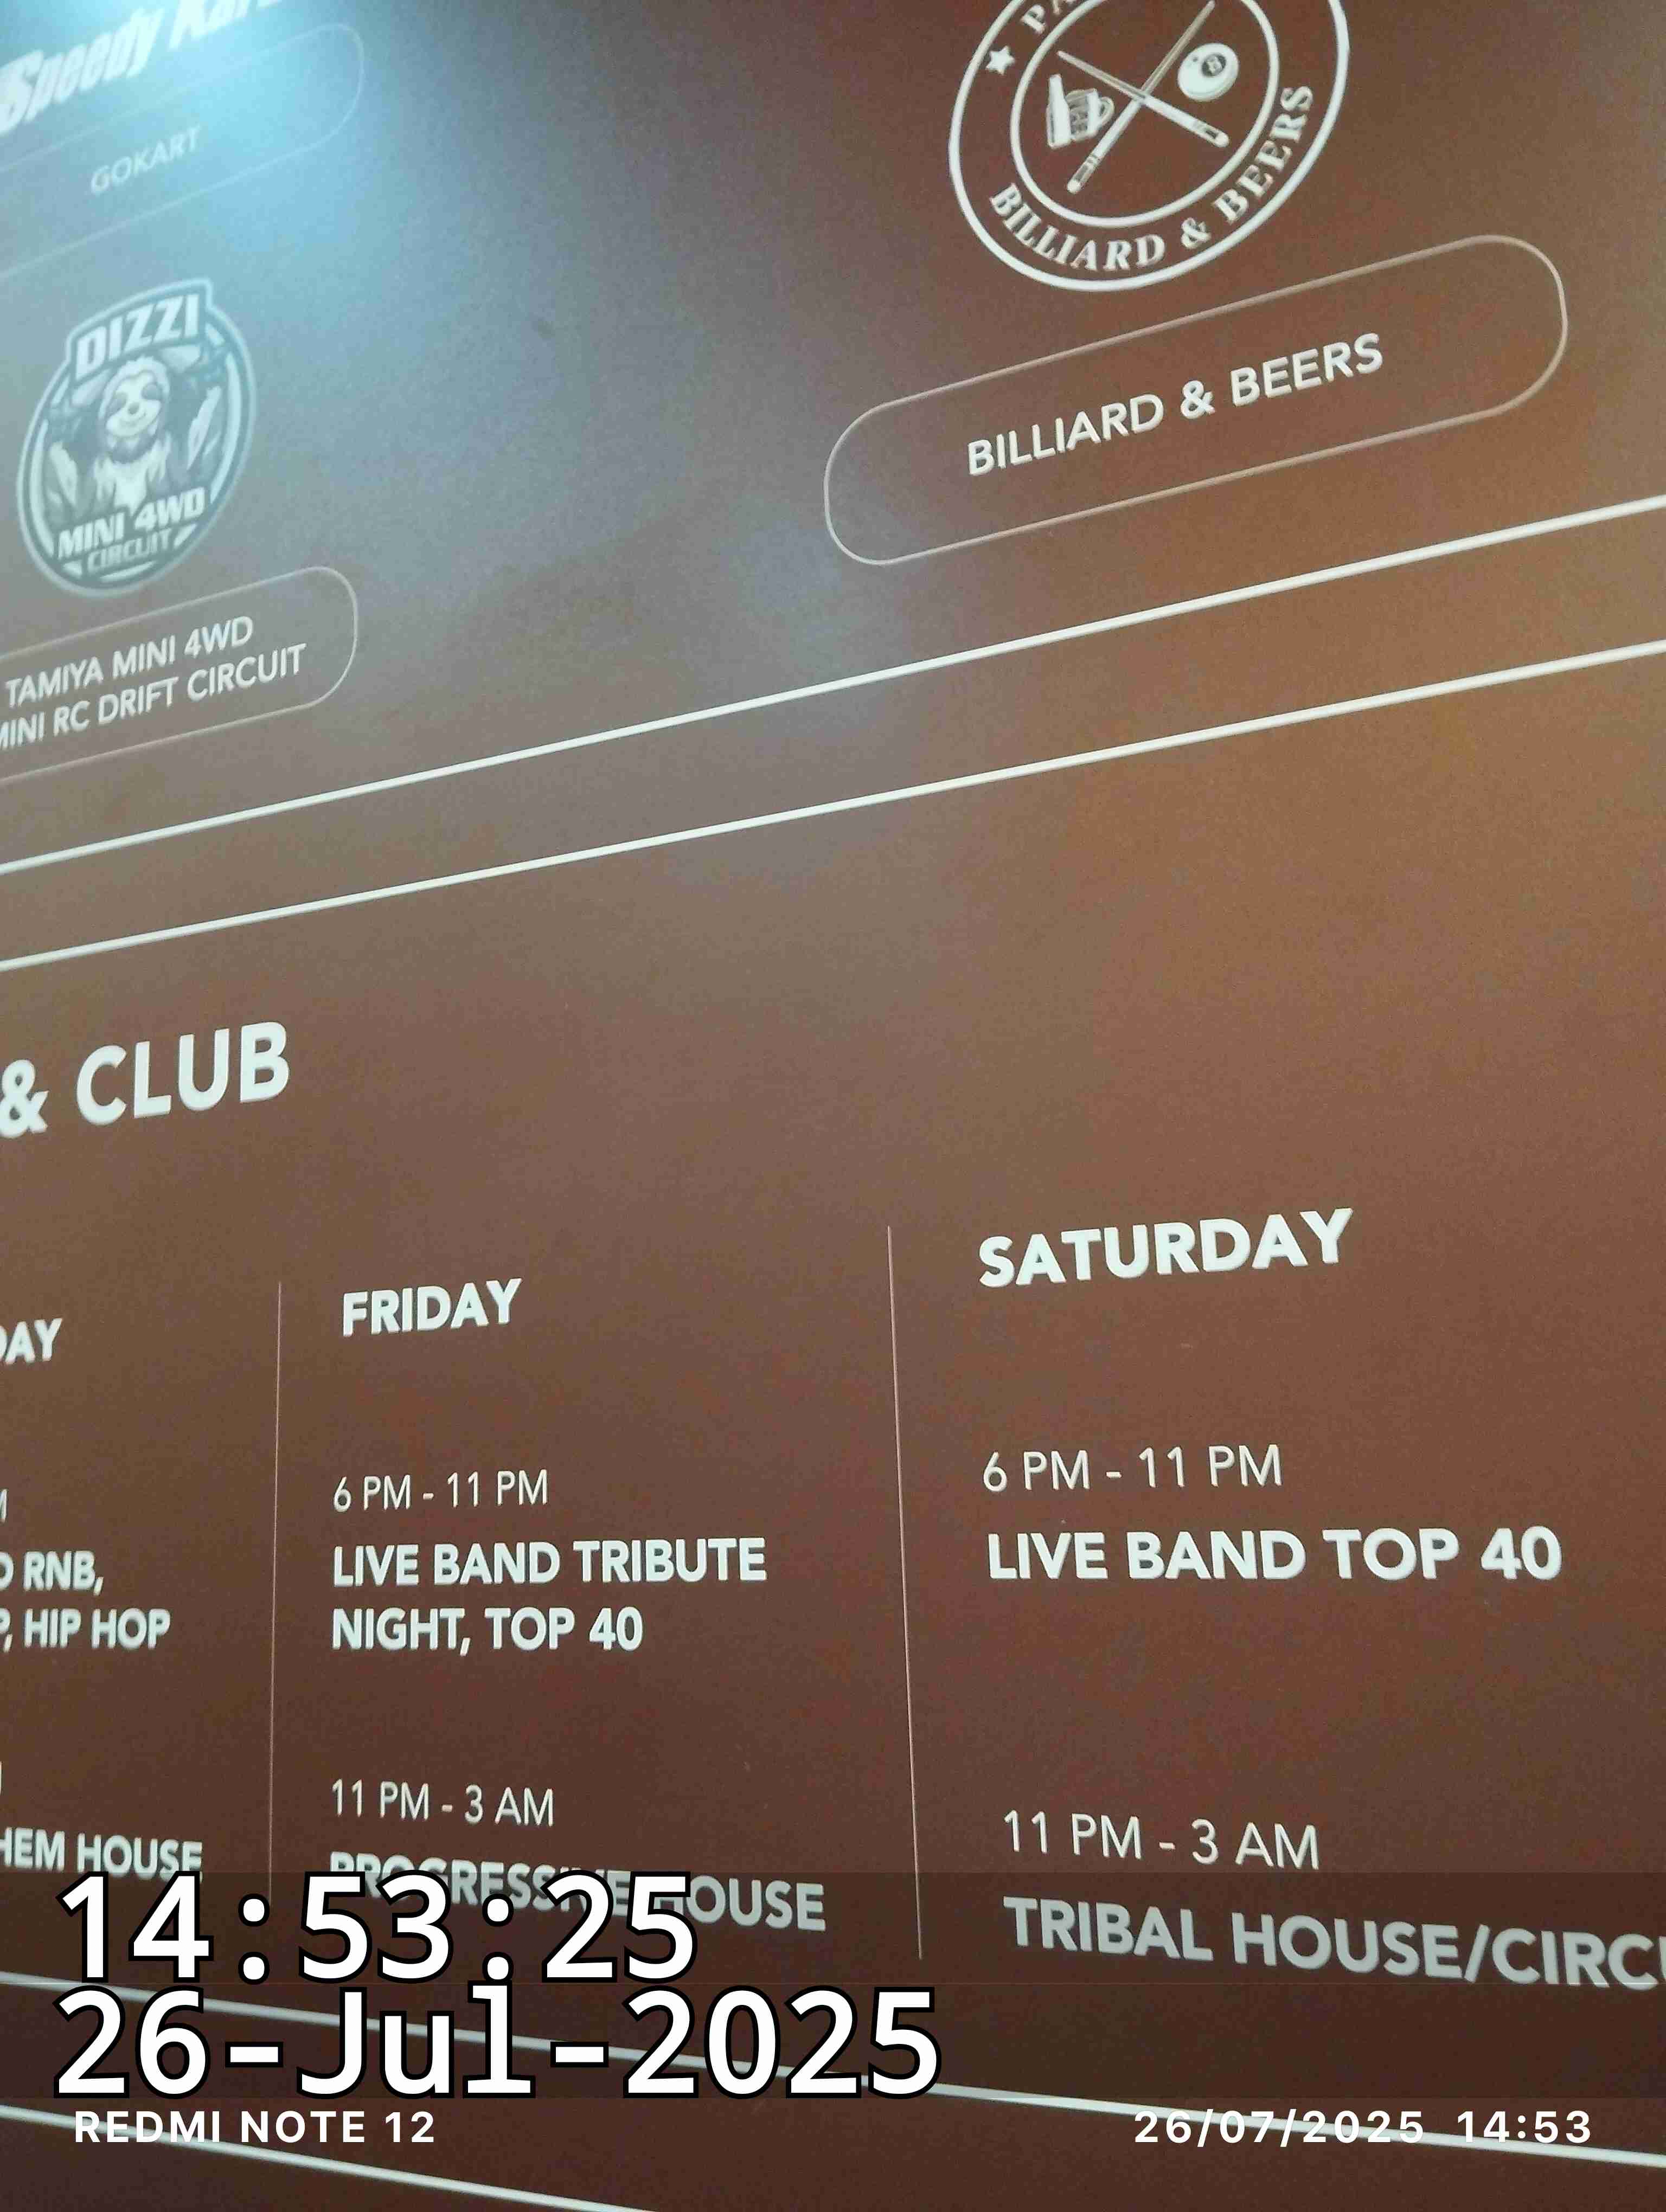 Speedy
GOKART
DIZZI
MINI 4WD
CIRCUIT
TAMIYA MINI 4WD
MINI RC DRIFT CIRCUIT
BILLIARD & BEERS
BILLIARD & BEERS
& CLUB
FRIDAY
6 PM - 11 PM
LIVE BAND TRIBUTE
NIGHT, TOP 40
11 PM - 3 AM
PROGRESSIVE HOUSE
SATURDAY
6 PM - 11 PM
LIVE BAND TOP 40
11 PM - 3 AM
TRIBAL HOUSE/
RNB,
HIP HOP
HOUSE
14:53:25
26-Jul-2025
REDMI NOTE 12
26/07/2025 14:53